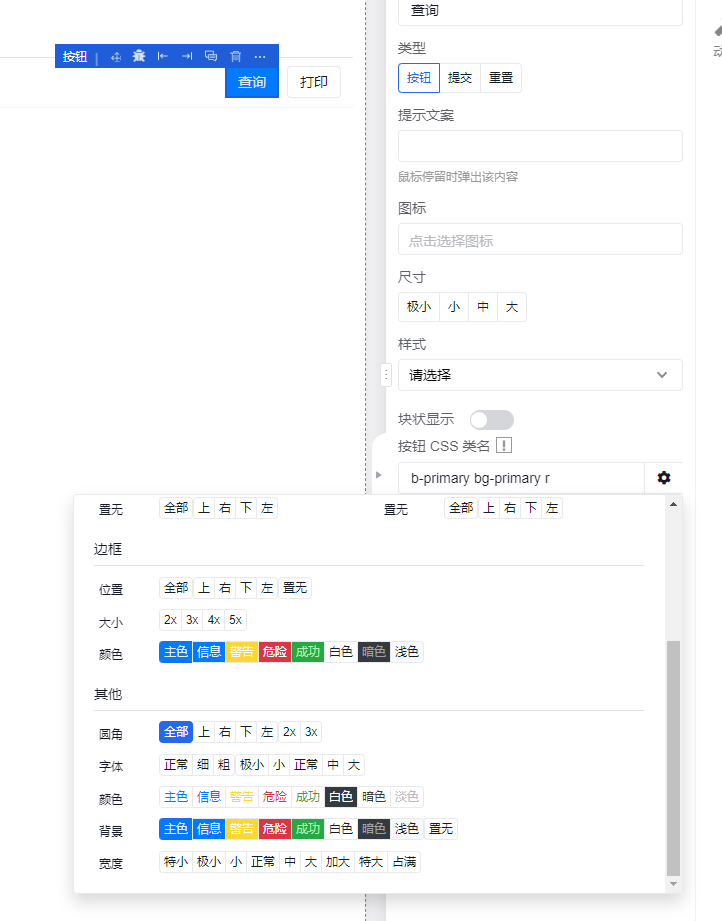 查询
类型
按钮 提交 重置
提示文案
鼠标停留时弹出该内容
图标
点击选择图标
尺寸
极小 小 中 大
样式
请选择
块状显示
按钮 CSS 类名
b-primary bg-primary r
按钮
查询 打印
置无 全部 上 右 下 左 置无 全部 上 右 下 左
边框
位置 全部 上 右 下 左 置无
大小 2x 3x 4x 5x
颜色 主色 信息 警告 危险 成功 白色 暗色 浅色
其他
圆角 全部 上 右 下 左 2x 3x
字体 正常 细 粗 极小 小 正常 中 大
颜色 主色 信息 警告 危险 成功 白色 暗色 淡色
背景 主色 信息 警告 危险 成功 白色 暗色 浅色 置无
宽度 特小 极小 小 正常 中 大 加大 特大 占满